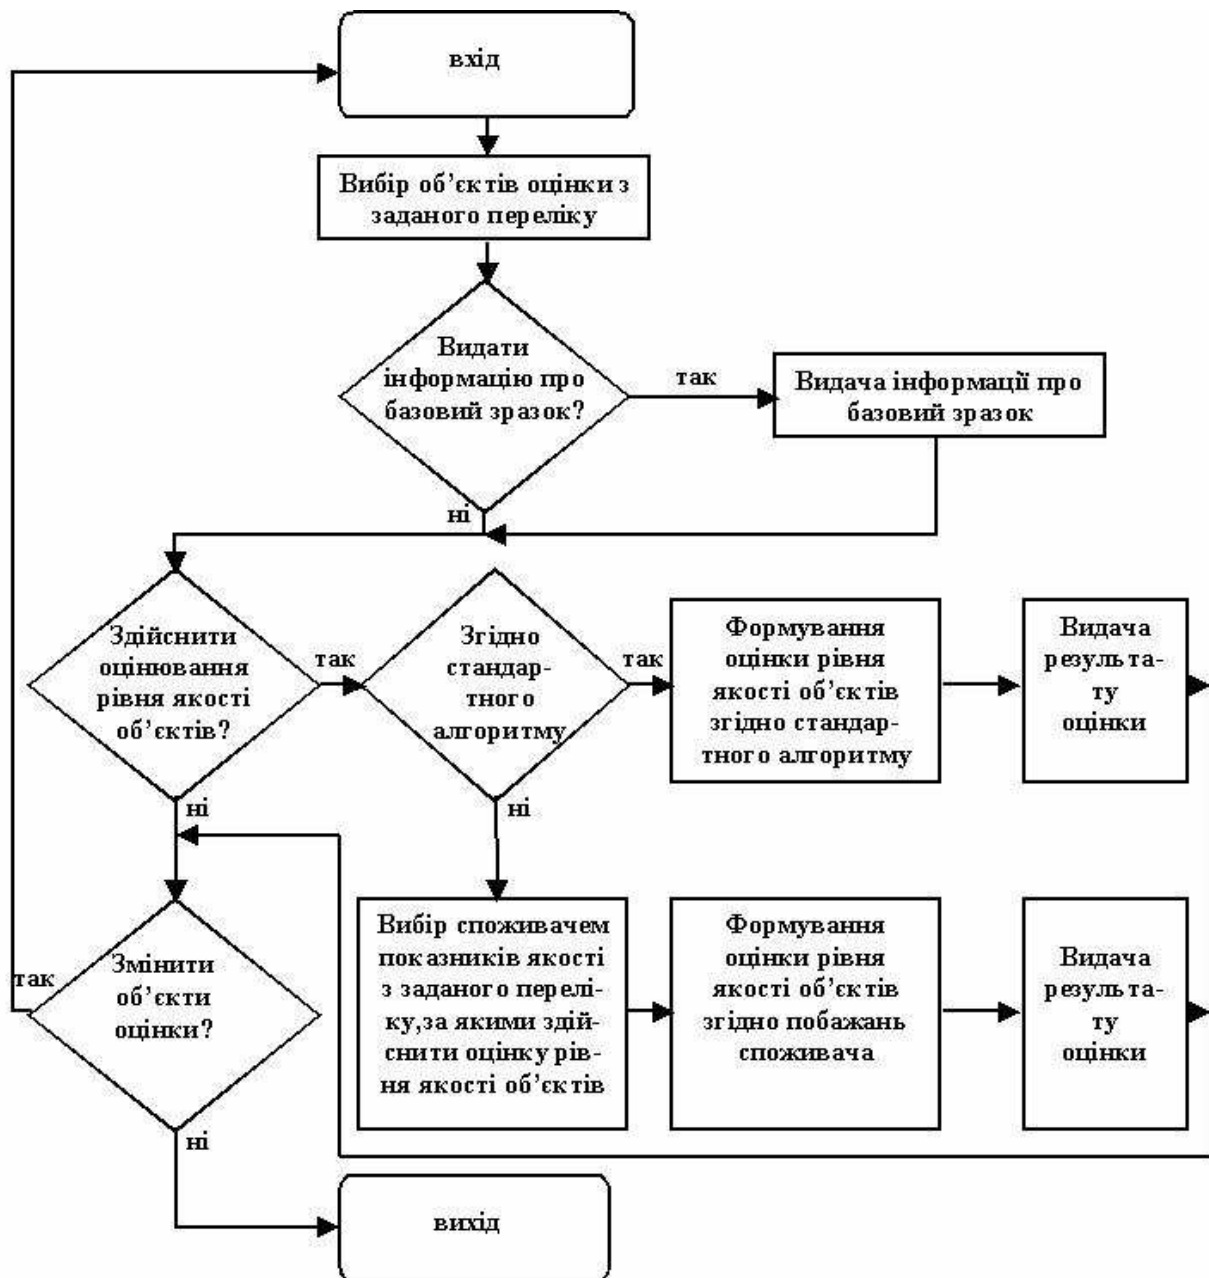 вхід
Вибір об’єктів оцінки з
заданого переліку
Видати
інформацію про
базовий зразок?
так
Видача інформації про
базовий зразок
ні
Здійснити
оцінювання
рівня якості
об’єктів?
так
Згідно
стандар-
тного
алгоритму
так
Формування
оцінки рівня
якості об’єктів
згідно стандар-
тного алгоритму
Видача
результа-
ту
оцінки
ні
ні
Змінити
об’єкти
оцінки?
так
Вибір споживачем
показників якості
з заданого перелі-
ку,за якими здій-
снити оцінку рів-
ня якості об’єктів
Формування
оцінки рівня
якості об’єктів
згідно побажань
споживача
Видача
результа-
ту
оцінки
ні
вихід